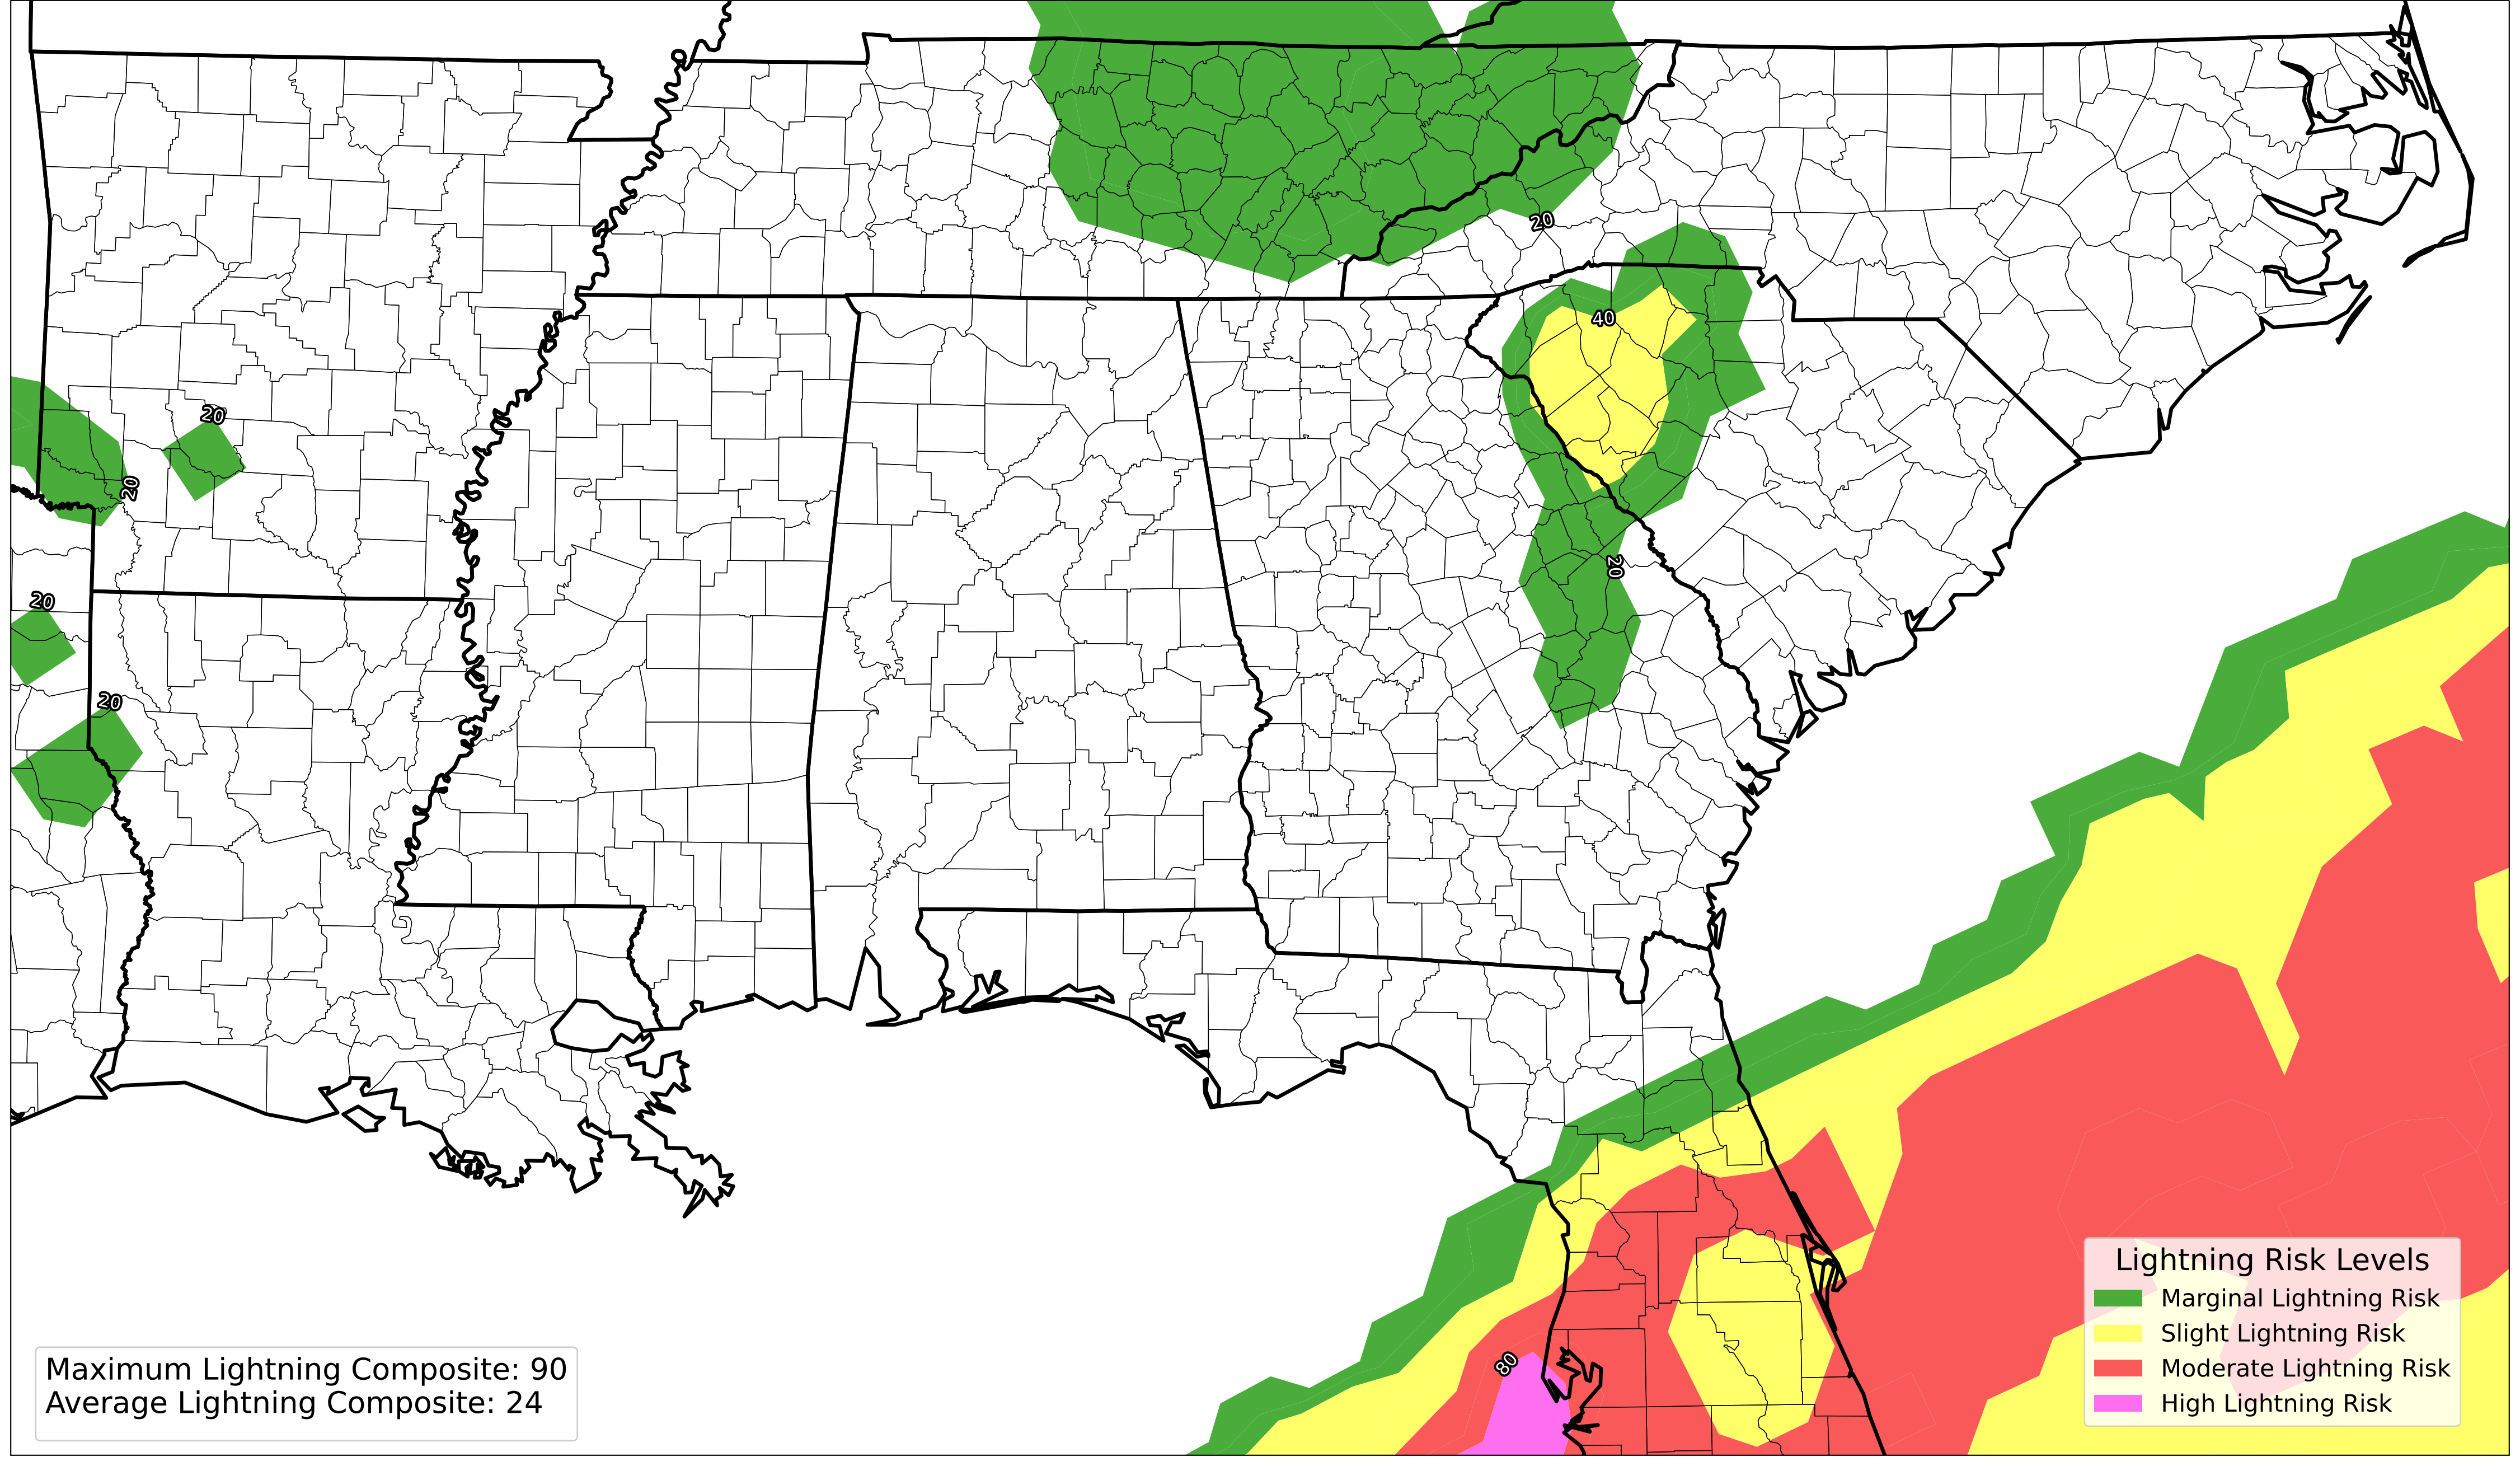 20
40
20
20
20
20
20
80
Lightning Risk Levels
Marginal Lightning Risk
Slight Lightning Risk
Moderate Lightning Risk
High Lightning Risk
Maximum Lightning Composite: 90
Average Lightning Composite: 24